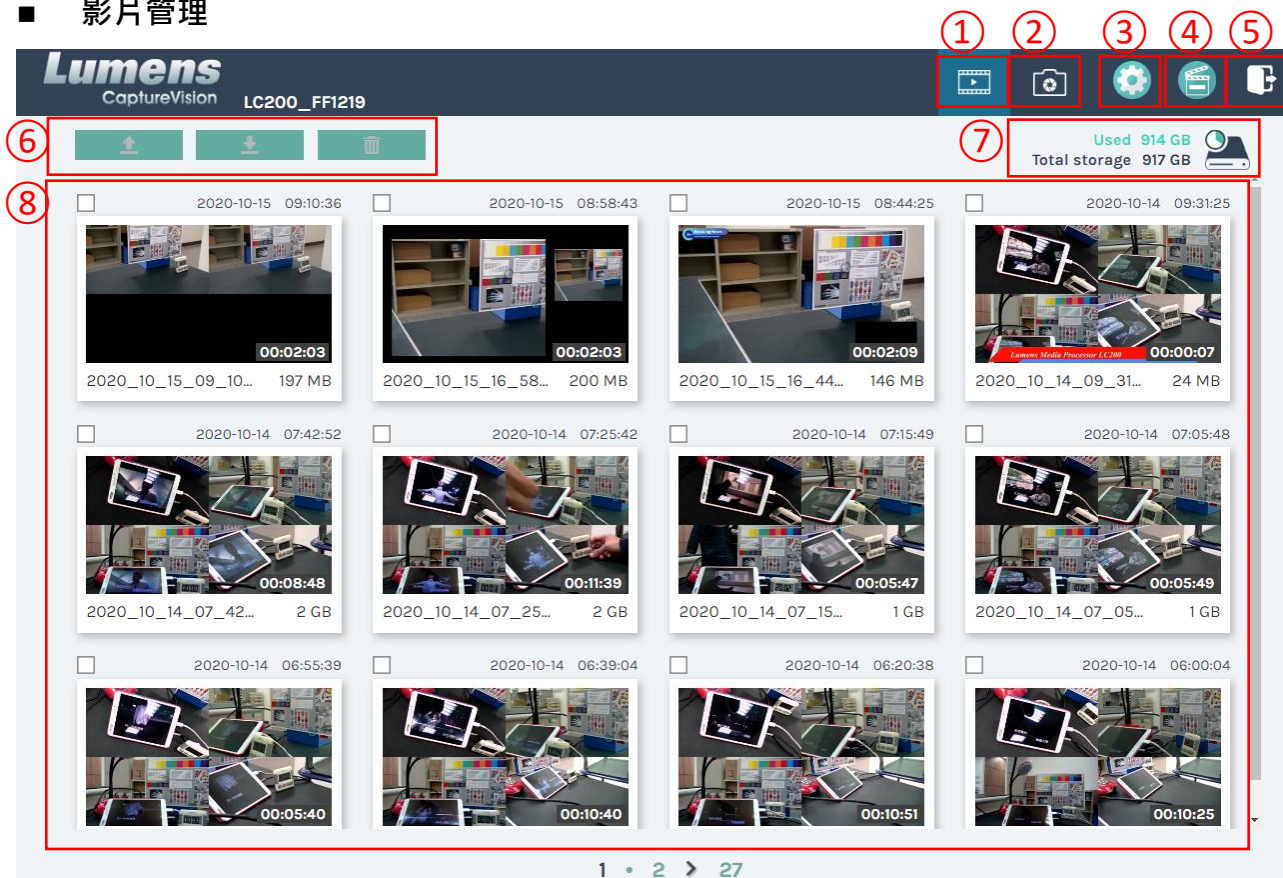 ■ 影片管理
① ② ③ ④ ⑤
Lumens
CaptureVision LC200_FF1219
⑥ ⑦ Used 914 GB
Total storage 917 GB
⑧
2020-10-15 09:10:36 2020-10-15 08:58:43 2020-10-15 08:44:25 2020-10-14 09:31:25
Lumens Media Processor LC200
00:02:03 00:02:03 00:02:09 00:00:07
2020_10_15_09_10... 197 MB 2020_10_15_16_58... 200 MB 2020_10_15_16_44... 146 MB 2020_10_14_09_31... 24 MB
2020-10-14 07:42:52 2020-10-14 07:25:42 2020-10-14 07:15:49 2020-10-14 07:05:48
00:08:48 00:11:39 00:05:47 00:05:49
2020_10_14_07_42... 2 GB 2020_10_14_07_25... 2 GB 2020_10_14_07_15... 1 GB 2020_10_14_07_05... 1 GB
2020-10-14 06:55:39 2020-10-14 06:39:04 2020-10-14 06:20:38 2020-10-14 06:00:04
00:05:40 00:10:40 00:10:51 00:10:25
1 • 2 > 27